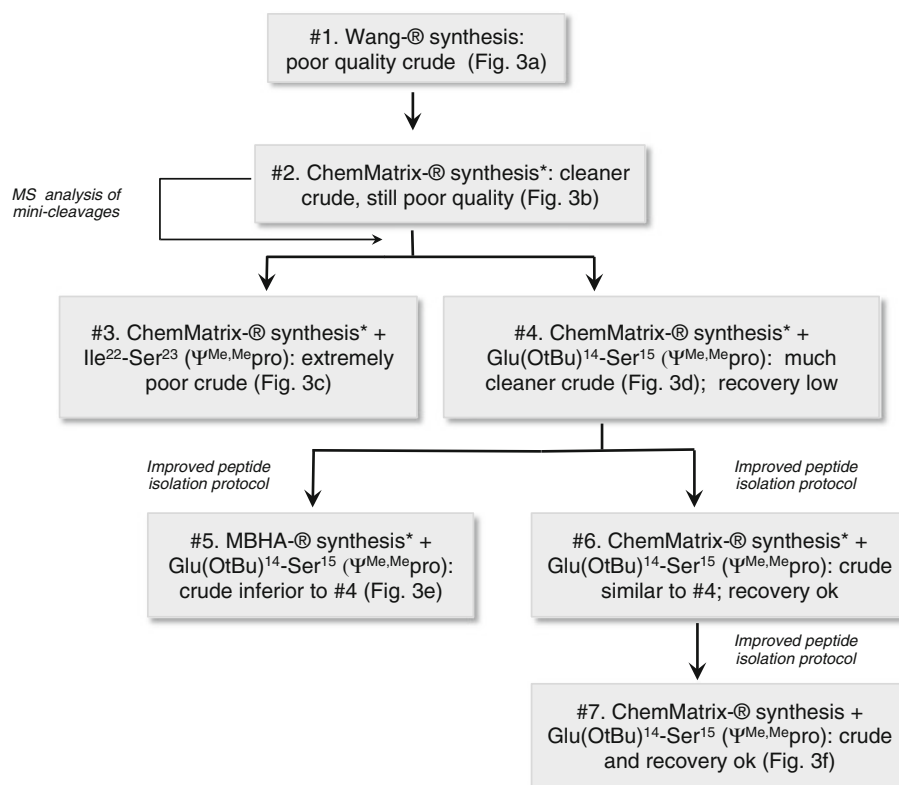 #1. Wang-® synthesis:
poor quality crude (Fig. 3a)
#2. ChemMatrix-® synthesis*: cleaner
crude, still poor quality (Fig. 3b)
MS analysis of
mini-cleavages
#3. ChemMatrix-® synthesis* +
Ile²²-Ser²³ (Ψᴹᵉ,ᴹᵉpro): extremely
poor crude (Fig. 3c)
#4. ChemMatrix-® synthesis* +
Glu(OtBu)¹⁴-Ser¹⁵ (Ψᴹᵉ,ᴹᵉpro): much
cleaner crude (Fig. 3d); recovery low
Improved peptide
isolation protocol
Improved peptide
isolation protocol
#5. MBHA-® synthesis* +
Glu(OtBu)¹⁴-Ser¹⁵ (Ψᴹᵉ,ᴹᵉpro):
crude inferior to #4 (Fig. 3e)
#6. ChemMatrix-® synthesis* +
Glu(OtBu)¹⁴-Ser¹⁵ (Ψᴹᵉ,ᴹᵉpro): crude
similar to #4; recovery ok
Improved peptide
isolation protocol
#7. ChemMatrix-® synthesis +
Glu(OtBu)¹⁴-Ser¹⁵ (Ψᴹᵉ,ᴹᵉpro): crude
and recovery ok (Fig. 3f)